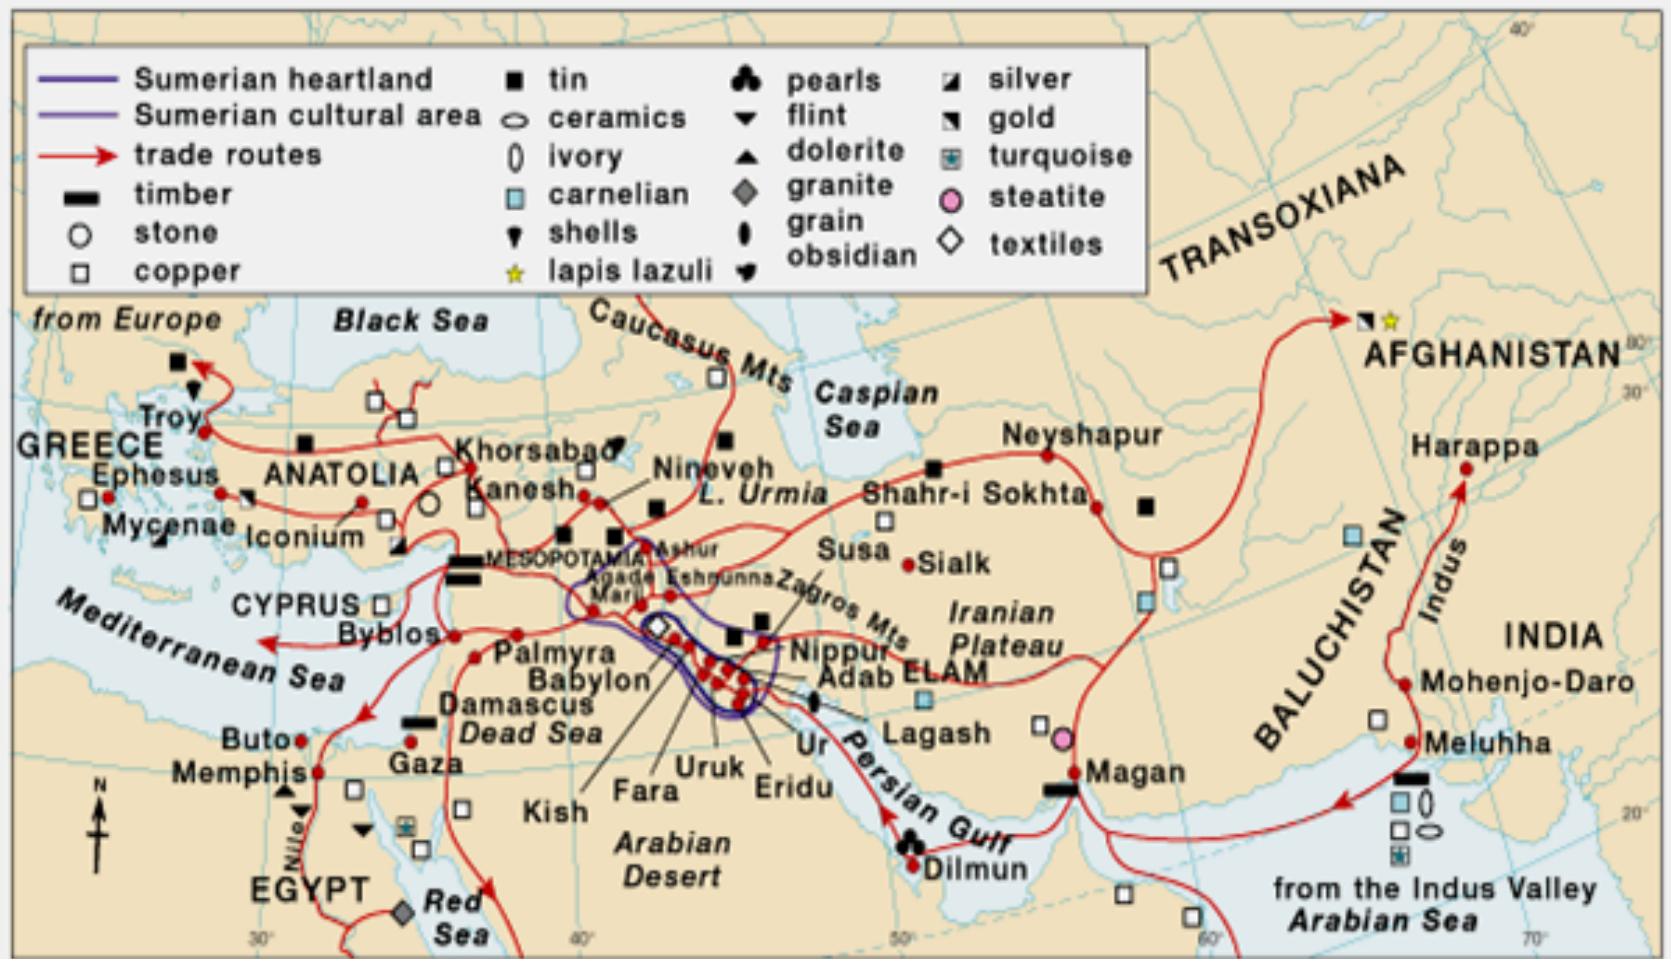 Sumerian heartland
Sumerian cultural area
trade routes
timber
stone
copper
tin
ceramics
ivory
carnelian
shells
lapis lazuli
pearls
flint
dolerite
granite
grain
obsidian
silver
gold
turquoise
steatite
textiles
40°
TRANSOXIANA
from Europe
Black Sea
Caucasus Mts
Caspian
Sea
AFGHANISTAN
80°
30°
Troy
GREECE
Ephesus
ANATOLIA
Khorsabad
Kanesh
Nineveh
L. Urmia
Neyshapur
Shahr-i Sokhta
Harappa
Mycenae
Iconium
MESOPOTAMIA
Ashur
Agade
Eshnunna
Mari
Susa
Sialk
Zagros Mts
Iranian
Plateau
BALUCHISTAN
Indus
INDIA
CYPRUS
Mediterranean Sea
Byblos
Palmyra
Babylon
Nippur
Adab
ELAM
Mohenjo-Daro
Damascus
Dead Sea
Lagash
Ur
Buto
Gaza
Memphis
Uruk
Fara
Eridu
Kish
Persian Gulf
Magan
Meluhha
N
Nile
Arabian
Desert
Dilmun
20°
EGYPT
Red
Sea
from the Indus Valley
Arabian Sea
30°
40°
50°
60°
70°